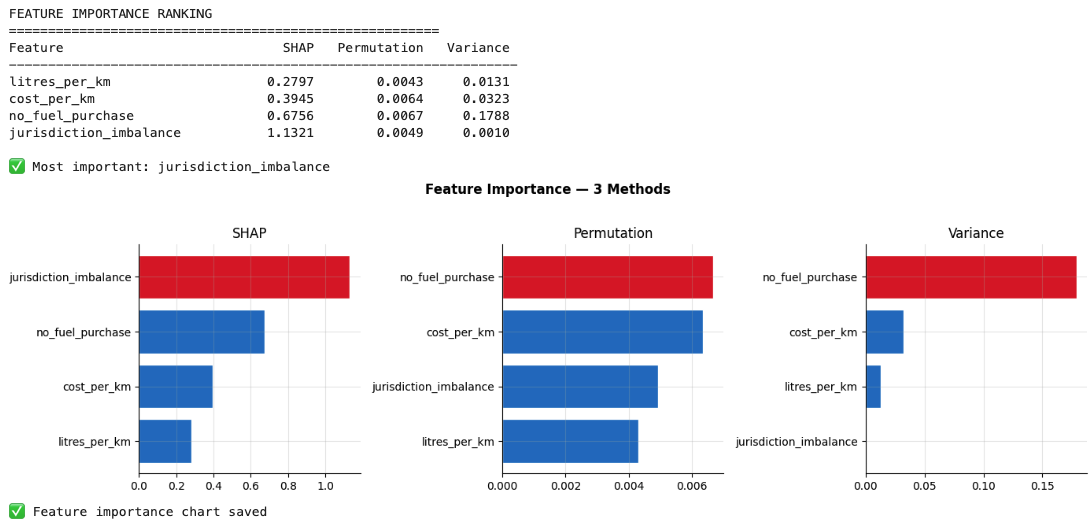 FEATURE IMPORTANCE RANKING
=======================================================
Feature                            SHAP   Permutation   Variance
-----------------------------------------------------------------
litres_per_km                    0.2797        0.0043     0.0131
cost_per_km                      0.3945        0.0064     0.0323
no_fuel_purchase                 0.6756        0.0067     0.1788
jurisdiction_imbalance           1.1321        0.0049     0.0010
✅ Most important: jurisdiction_imbalance
Feature Importance — 3 Methods
SHAP
jurisdiction_imbalance
no_fuel_purchase
cost_per_km
litres_per_km
0.0 0.2 0.4 0.6 0.8 1.0
Permutation
no_fuel_purchase
cost_per_km
jurisdiction_imbalance
litres_per_km
0.000 0.002 0.004 0.006
Variance
no_fuel_purchase
cost_per_km
litres_per_km
jurisdiction_imbalance
0.00 0.05 0.10 0.15
✅ Feature importance chart saved